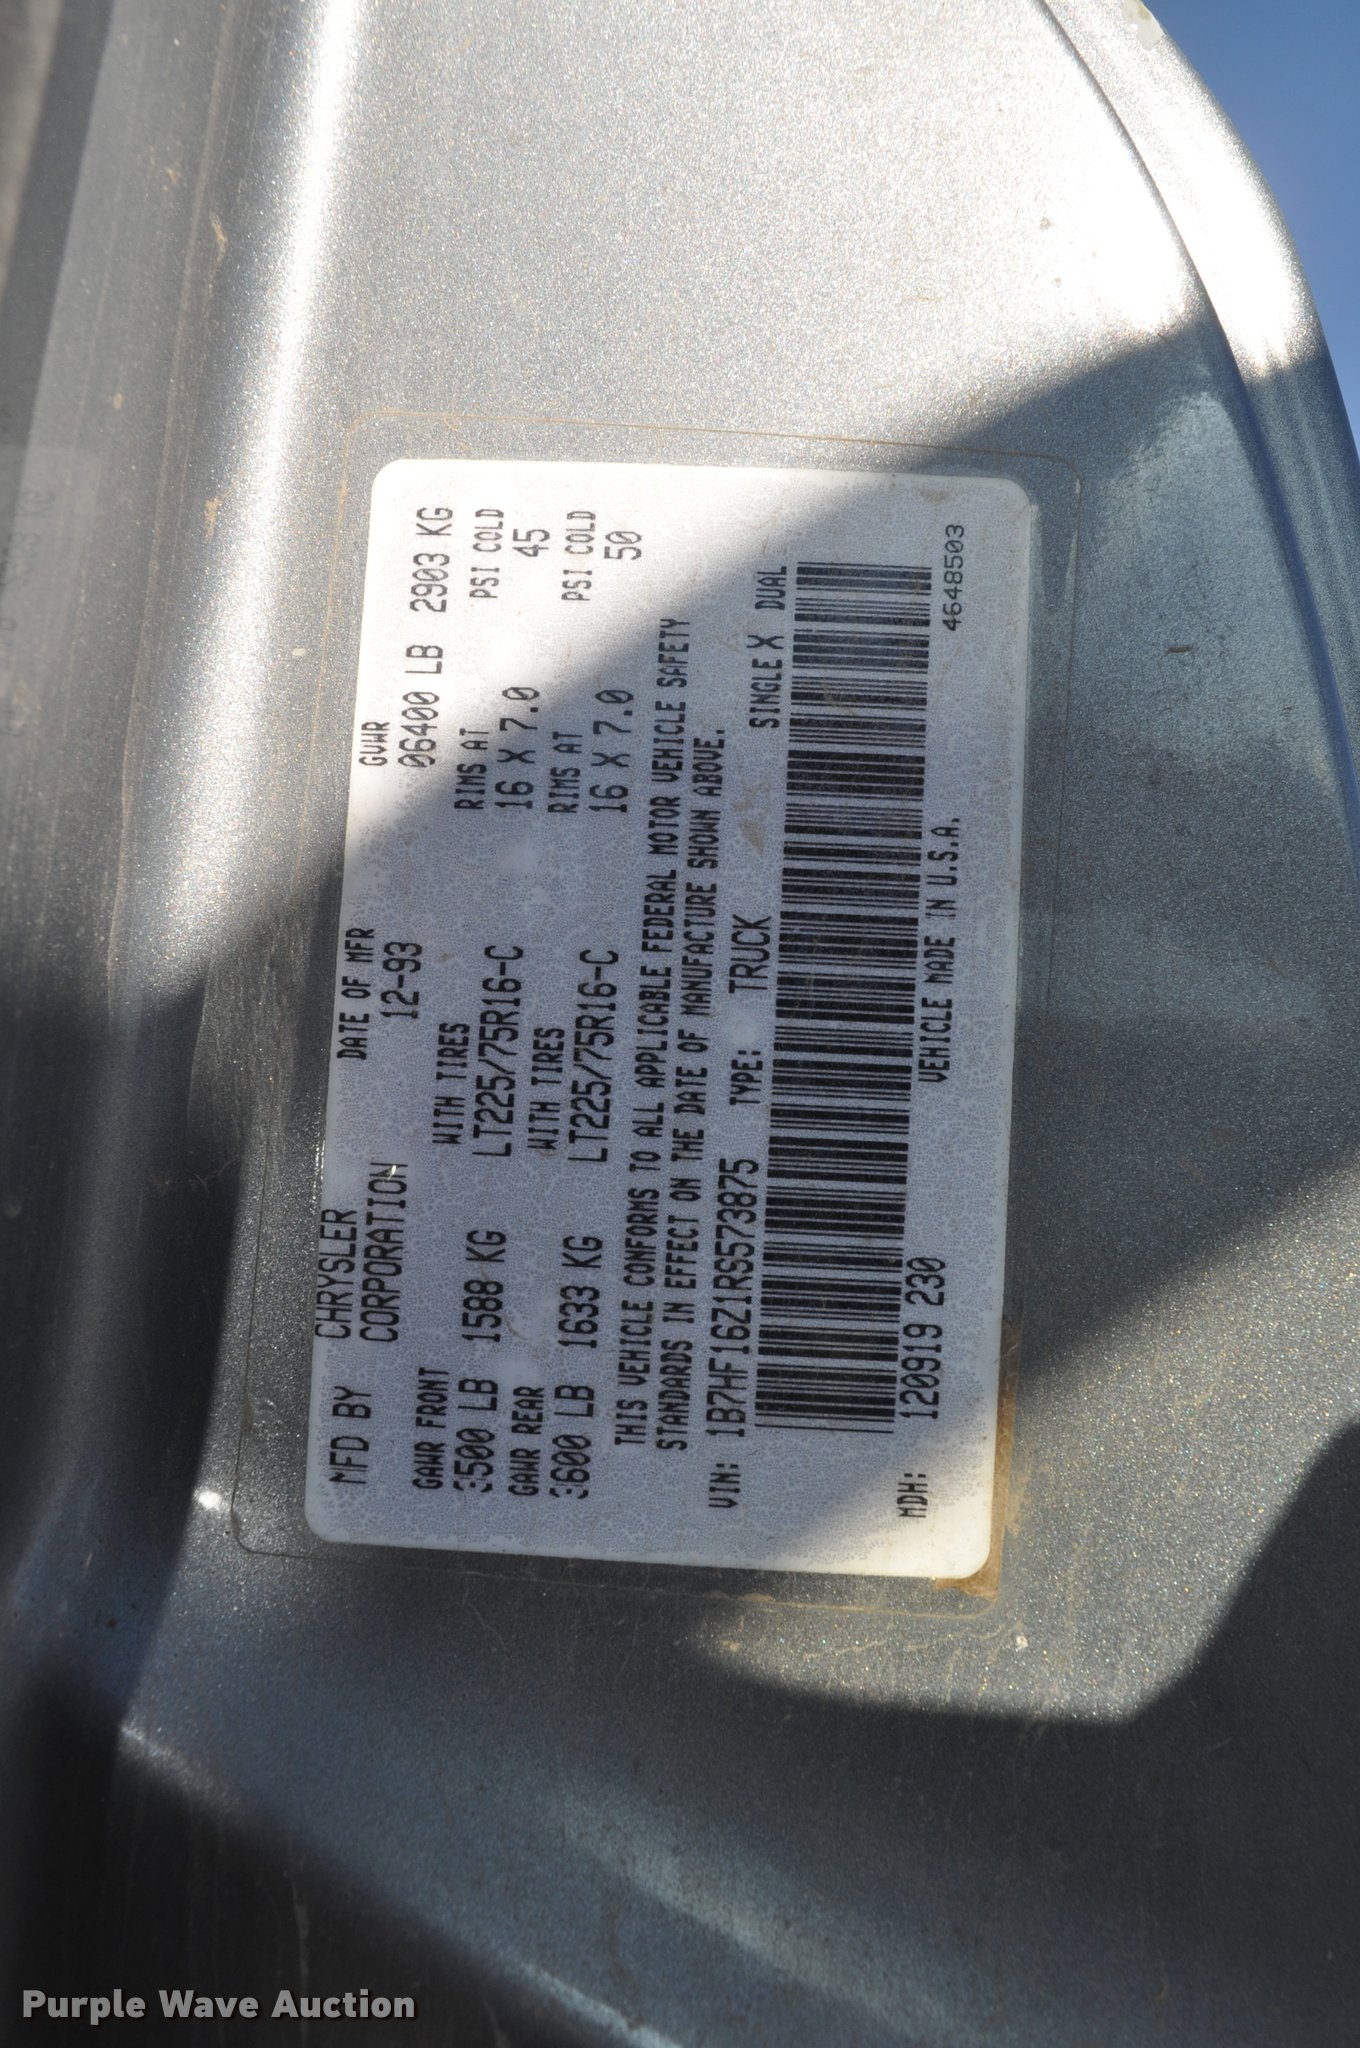 MFD BY CHRYSLER CORPORATION DATE OF MFR 12-93 GVWR 06400 LB 2903 KG
GAWR FRONT WITH TIRES RIMS AT PSI COLD
3500 LB 1588 KG LT225/75R16-C 16 X 7.0 45
GAWR REAR WITH TIRES RIMS AT PSI COLD
3600 LB 1633 KG LT225/75R16-C 16 X 7.0 50
THIS VEHICLE CONFORMS TO ALL APPLICABLE FEDERAL MOTOR VEHICLE SAFETY
STANDARDS IN EFFECT ON THE DATE OF MANUFACTURE SHOWN ABOVE.
VIN: 1B7HF16Z1RS573875 TYPE: TRUCK SINGLE X DUAL
MDH: 120919 230 VEHICLE MADE IN U.S.A. 4648503
Purple Wave Auction